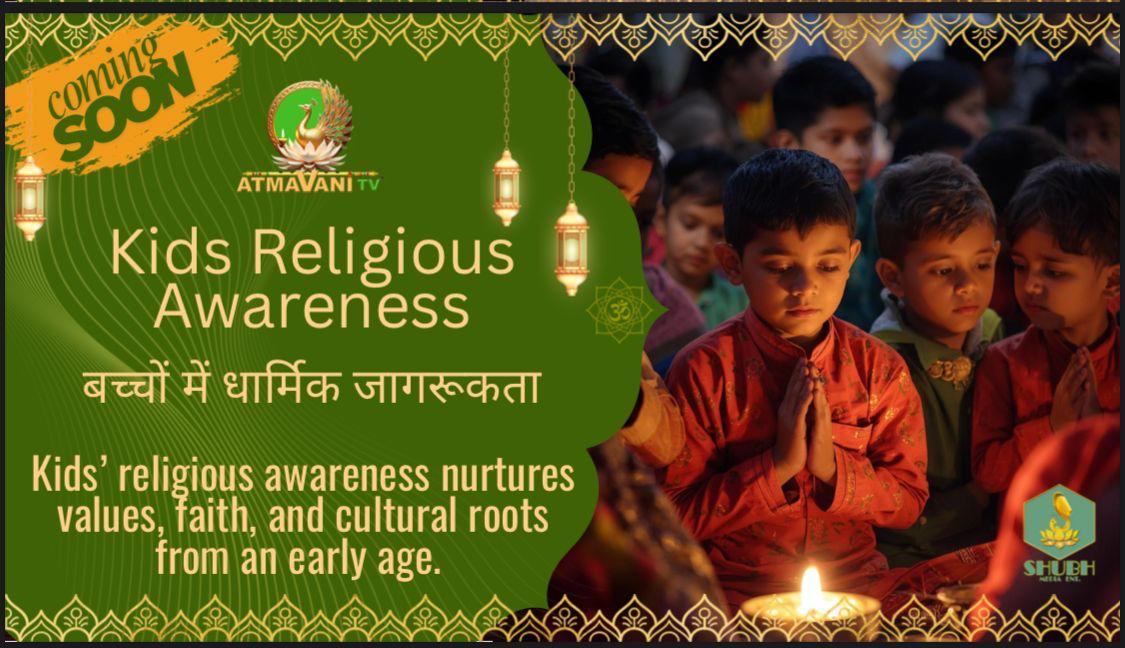 coming
SOON
ATMAVANI TV
Kids Religious
Awareness
ॐ
बच्चों में धार्मिक जागरूकता
Kids’ religious awareness nurtures
values, faith, and cultural roots
from an early age.
SHUBH
MEDIA ENT.